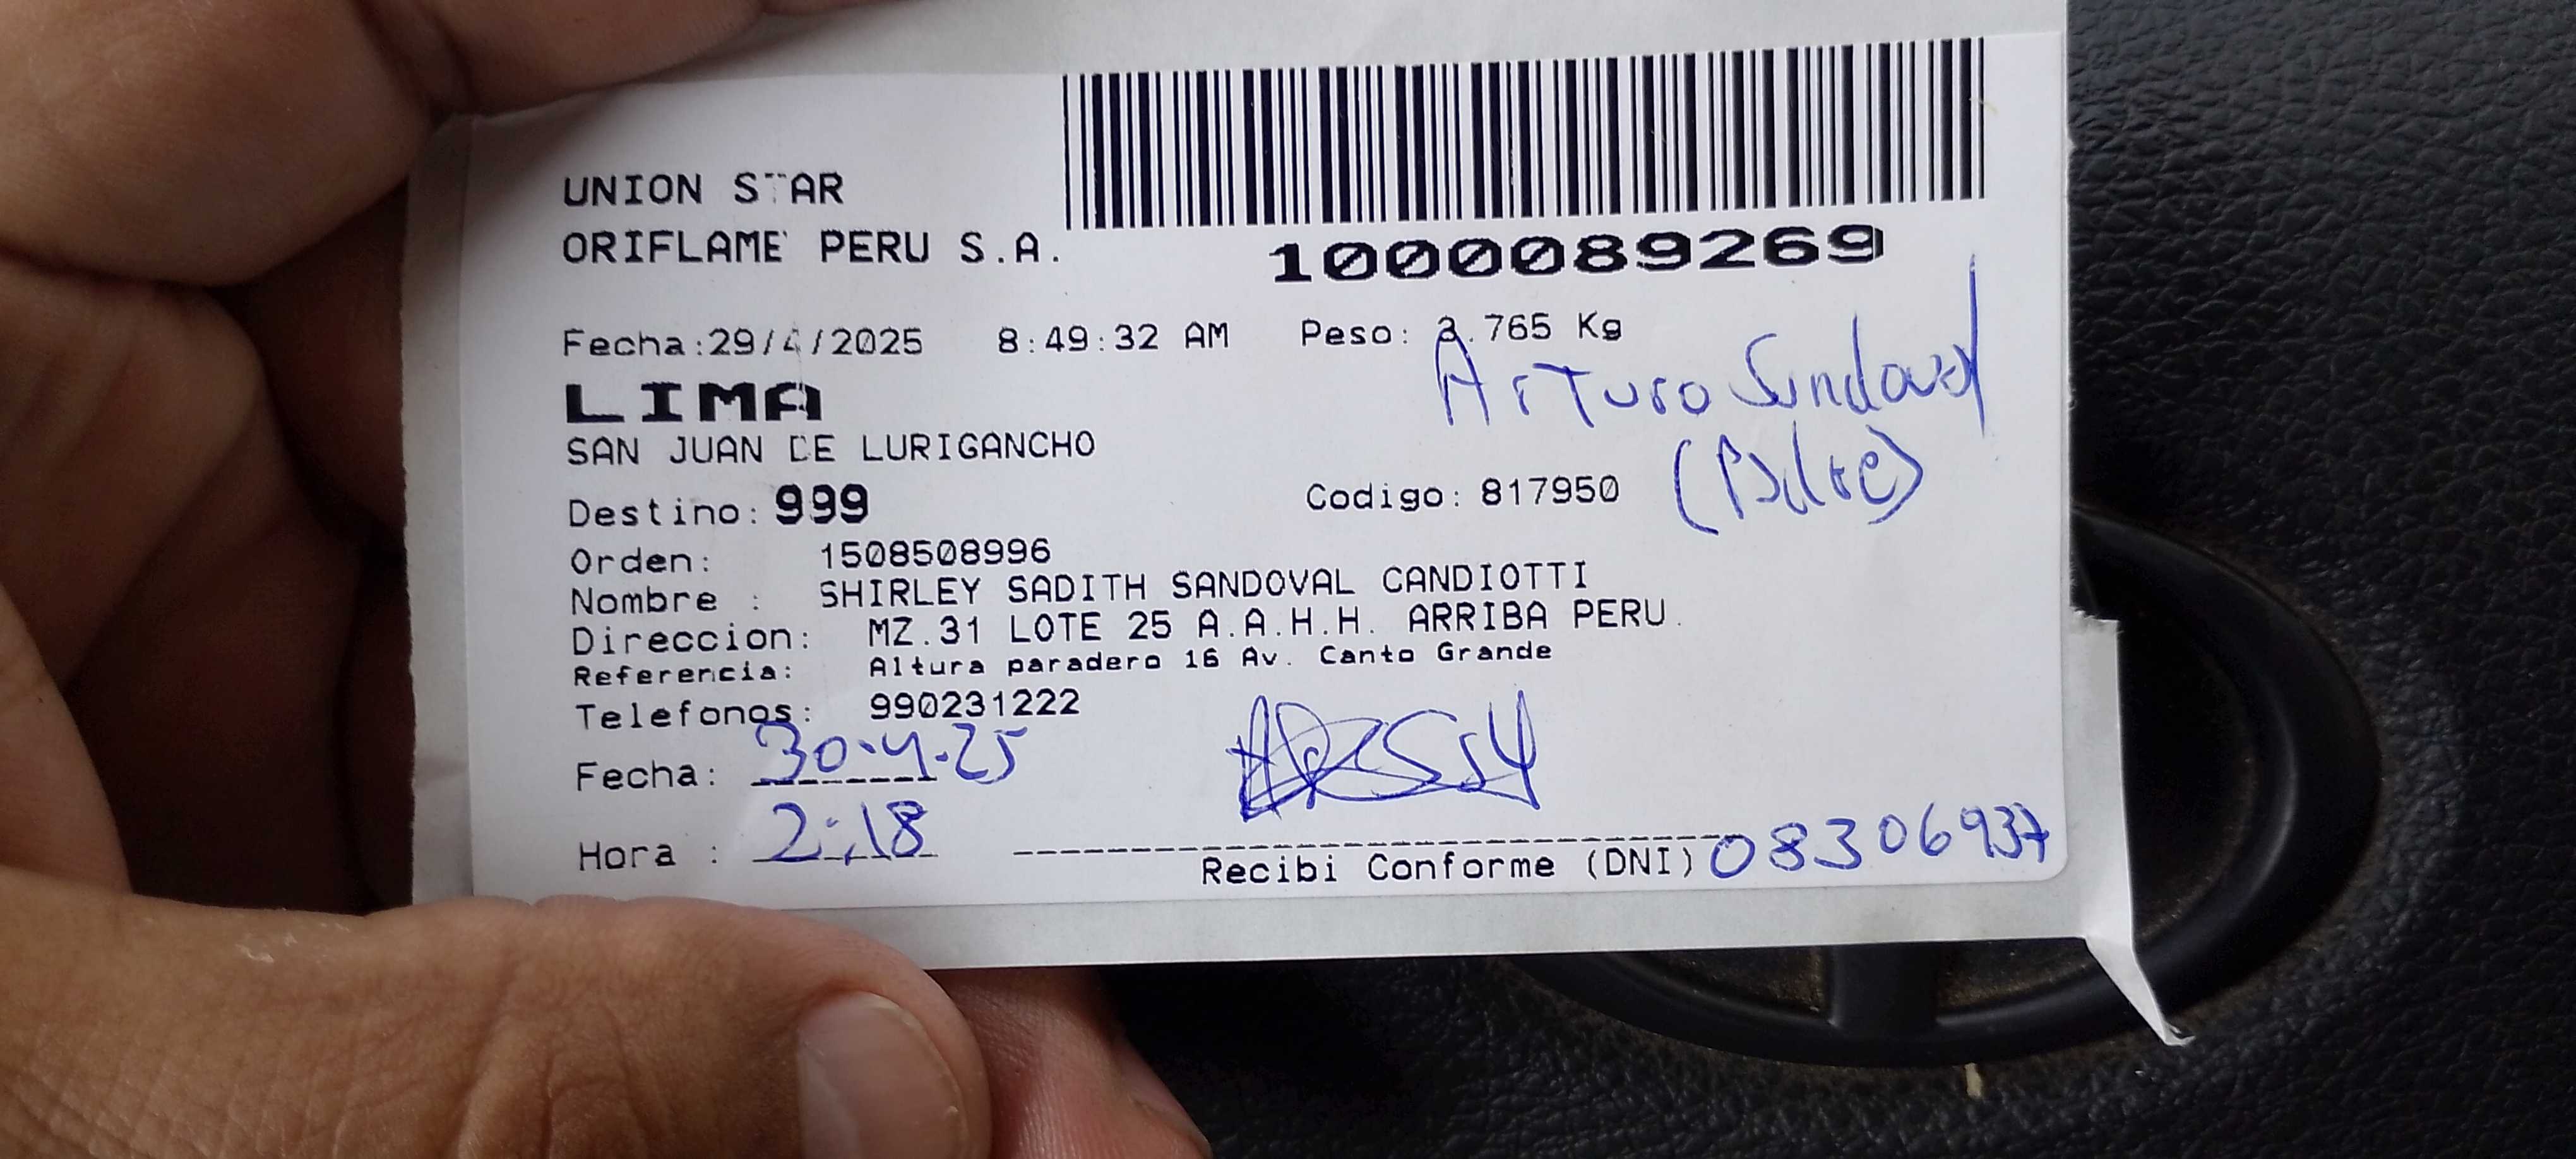 UNION STAR
ORIFLAME PERU S.A.
1000089269
Fecha:29/4/2025 8:49:32 AM Peso: 3.765 Kg
Arturo Sandoval
LIMA
SAN JUAN DE LURIGANCHO
(Padre)
Destino: 999 Codigo: 817950
Orden: 1508508996
Nombre : SHIRLEY SADITH SANDOVAL CANDIOTTI
Direccion: MZ.31 LOTE 25 A.A.H.H. ARRIBA PERU.
Referencia: Altura paradero 16 Av. Canto Grande
Telefonos: 990231222
Fecha: 30.4.25
Hora : 2:18
Recibi Conforme (DNI) 08306937